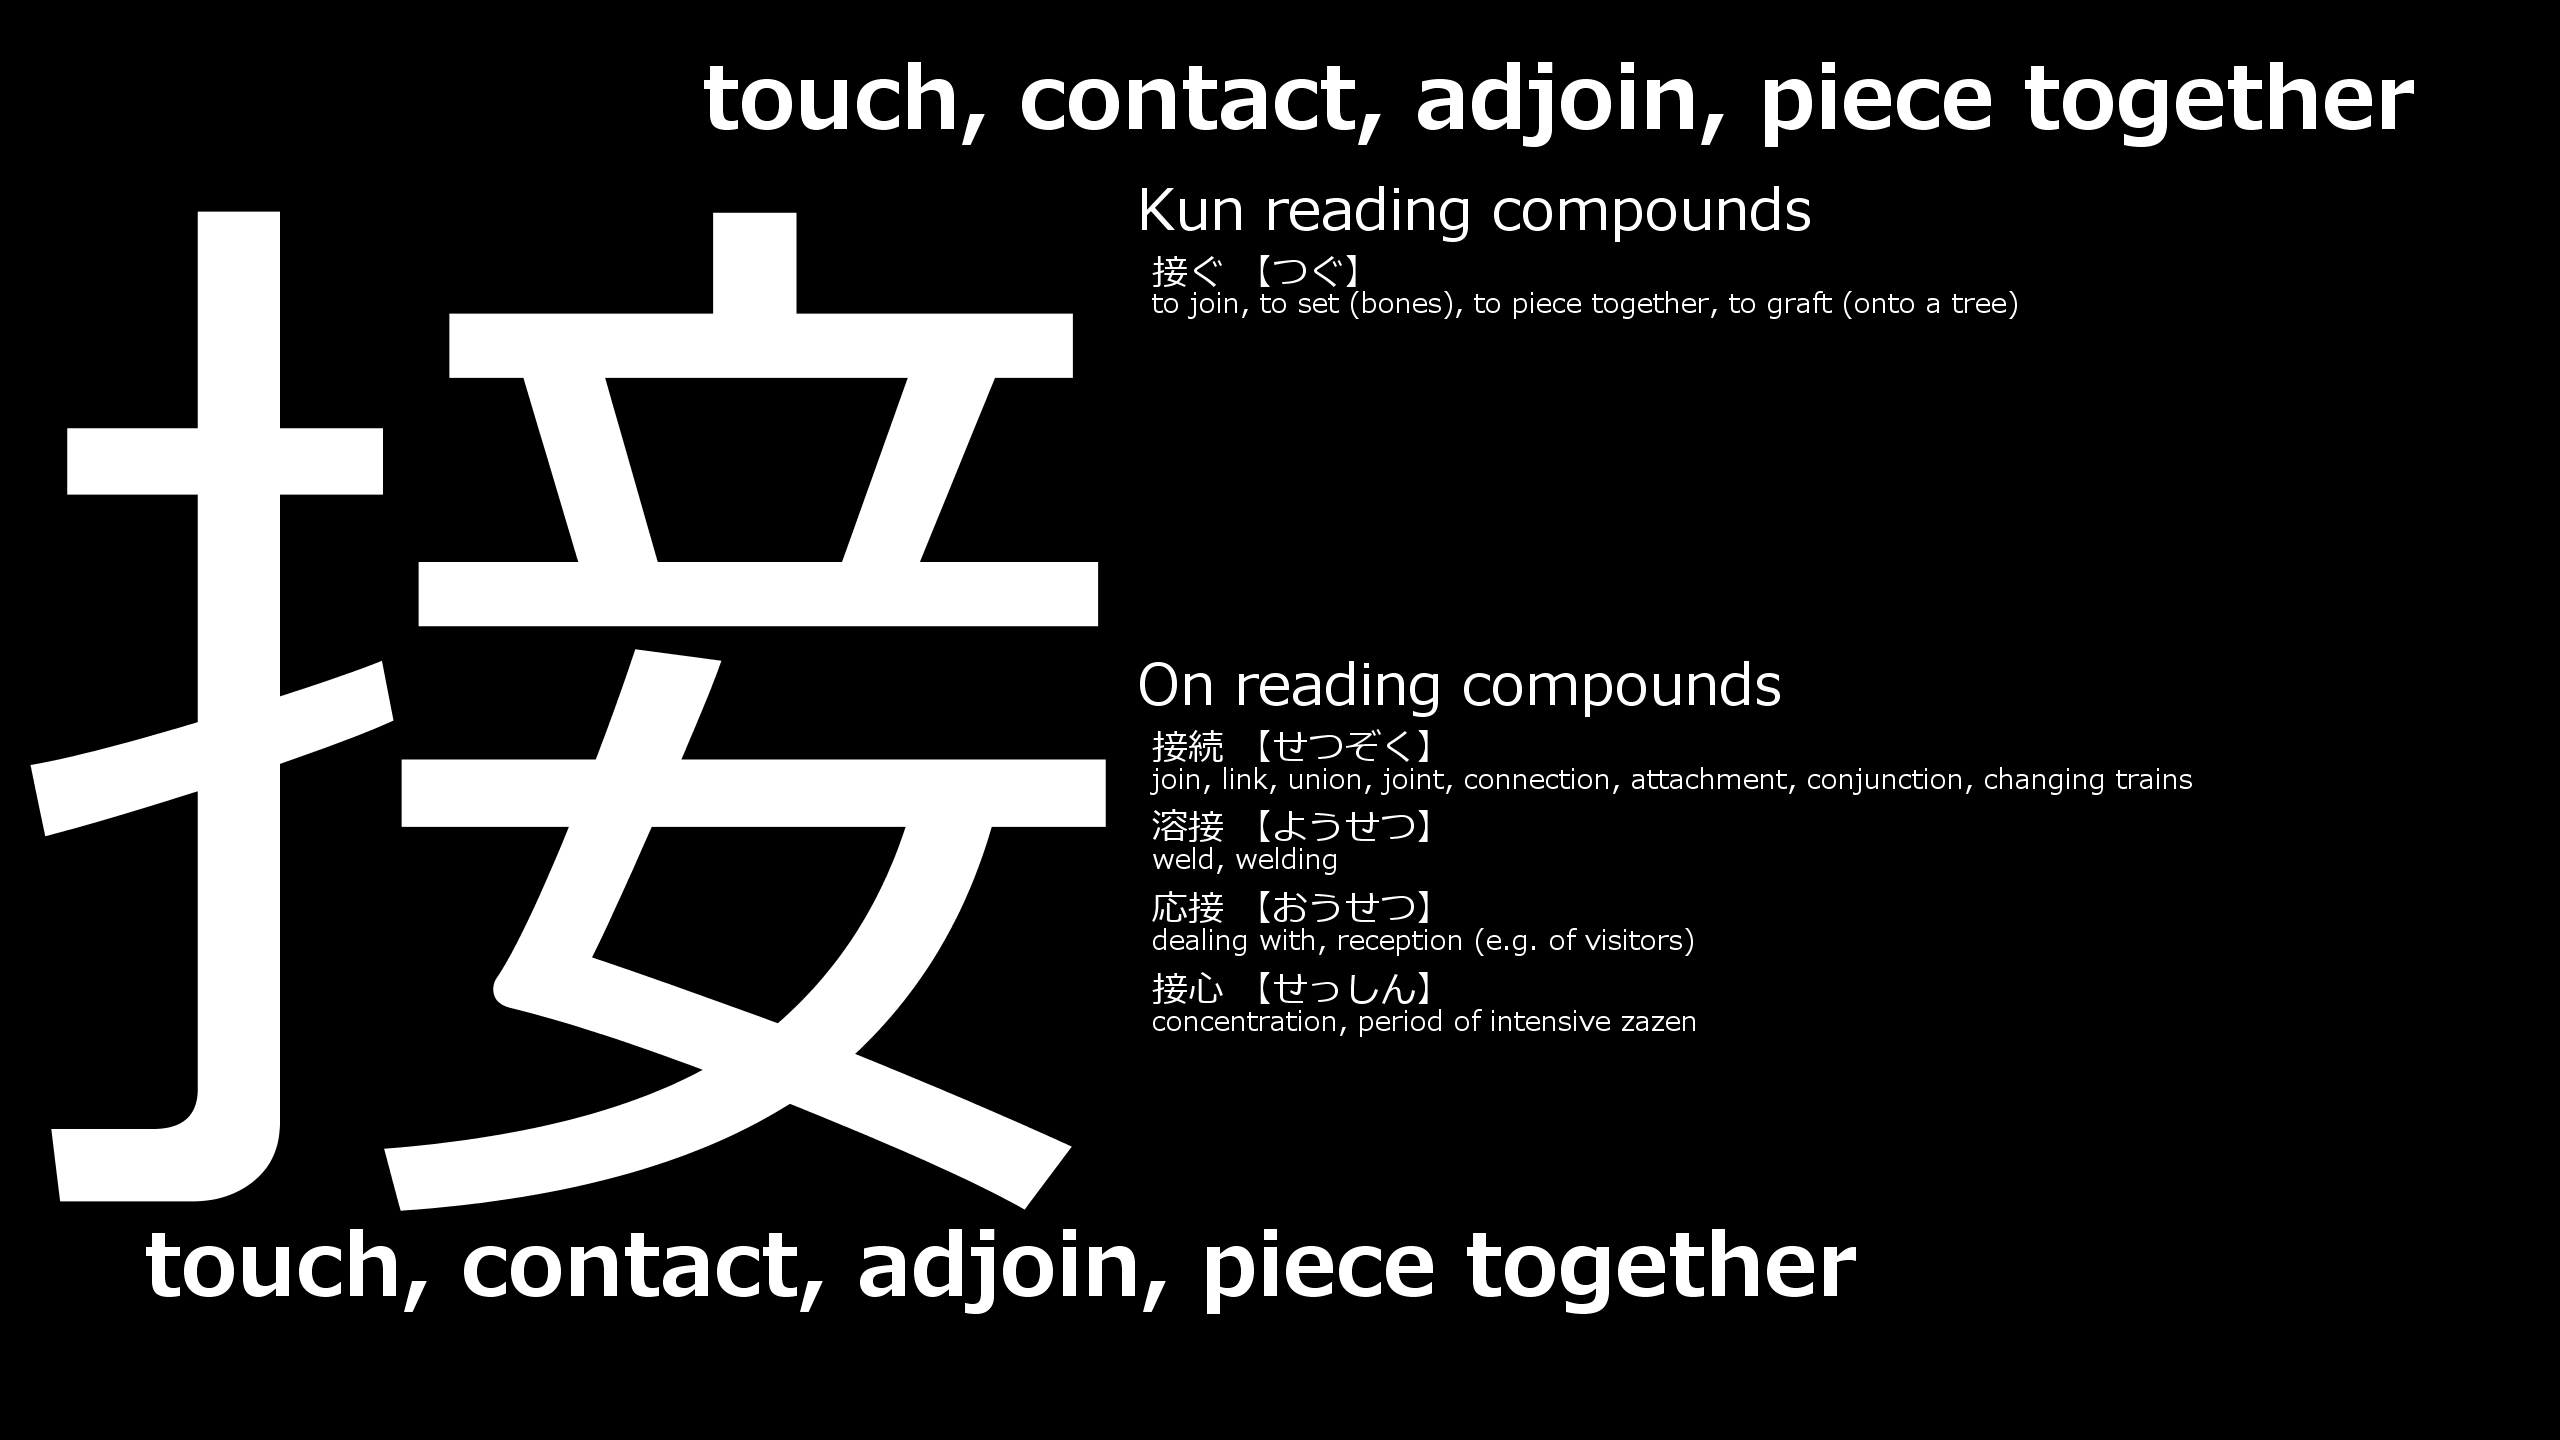 touch, contact, adjoin, piece together
接
Kun reading compounds
接ぐ 【つぐ】
to join, to set (bones), to piece together, to graft (onto a tree)
On reading compounds
接続 【せつぞく】
join, link, union, joint, connection, attachment, conjunction, changing trains
溶接 【ようせつ】
weld, welding
応接 【おうせつ】
dealing with, reception (e.g. of visitors)
接心 【せっしん】
concentration, period of intensive zazen
touch, contact, adjoin, piece together